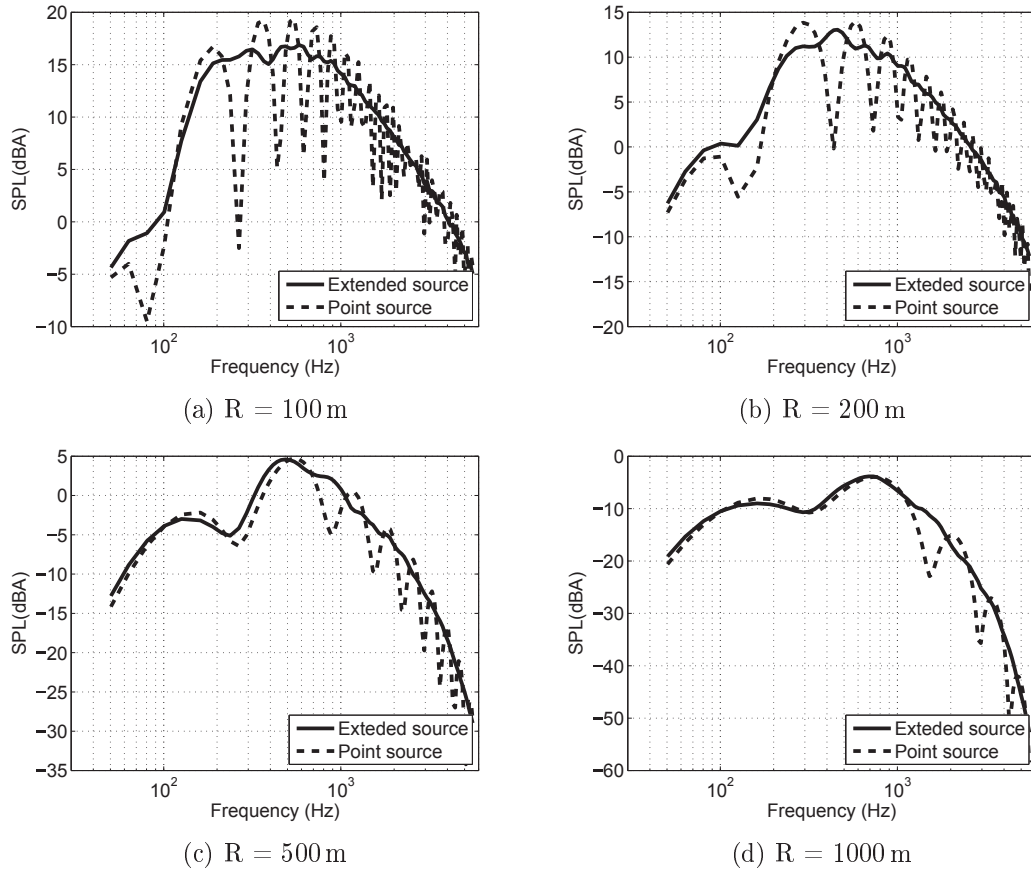 20
15
10
5
0
−5
−10
SPL(dBA)
10²
10³
Frequency (Hz)
Extended source
Point source
(a) R = 100 m
15
10
5
0
−5
−10
−15
−20
SPL(dBA)
10²
10³
Frequency (Hz)
Exteded source
Point source
(b) R = 200 m
5
0
−5
−10
−15
−20
−25
−30
−35
SPL(dBA)
10²
10³
Frequency (Hz)
Exteded source
Point source
(c) R = 500 m
0
−10
−20
−30
−40
−50
−60
SPL(dBA)
10²
10³
Frequency (Hz)
Exteded source
Point source
(d) R = 1000 m